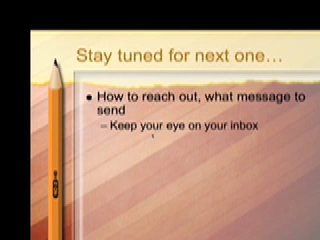 Stay tuned for next one…
• How to reach out, what message to
send
– Keep your eye on your inbox